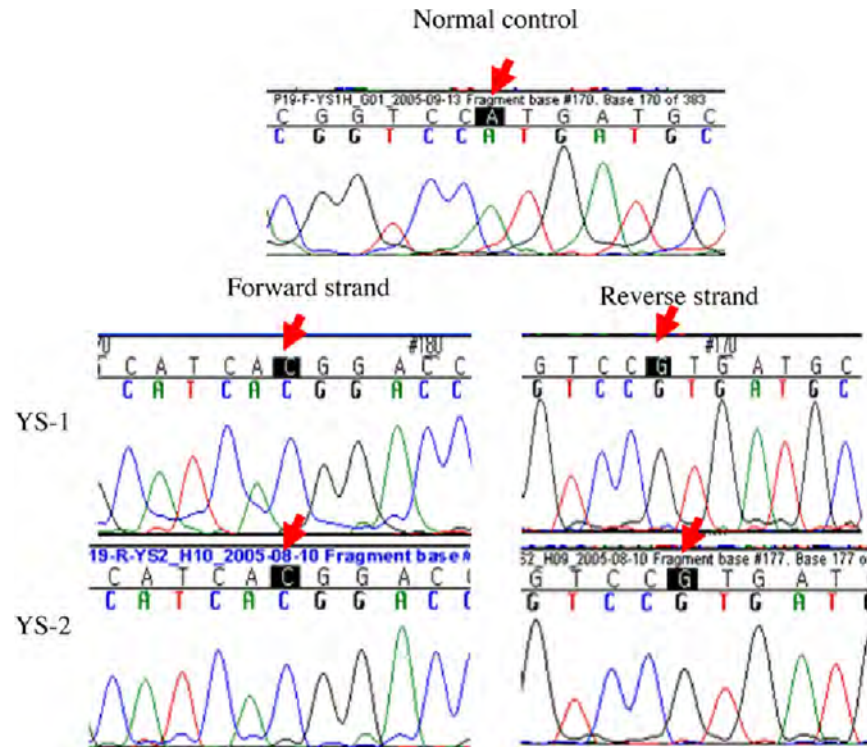 Normal control
P19-F-YS1H_G01_2005-09-13 Fragment base #170, Base 170 of 383
C G G T C C A T G A T G C
C G G T C C A T G A T G C
Forward strand
Reverse strand
#180
C A T C A C G G A C C
C A T C A C G G A C C
#170
G T C C G T G A T G C
G T C C G T G A T G C
YS-1
19-R-YS2_H10_2005-08-10 Fragment base #
C A T C A C G G A C
C A T C A C G G A C C
S2_H09_2005-08-10 Fragment base #177, Base 177 o
G T C C G T G A T
G T C C G T G A T G
YS-2